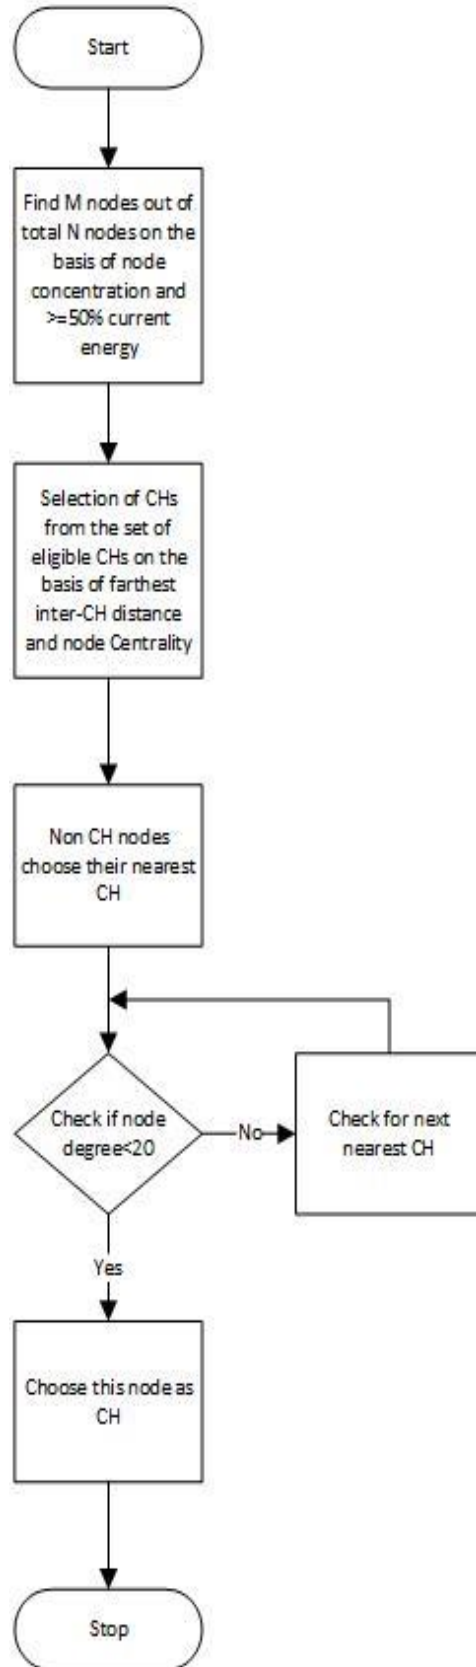 Start
Find M nodes out of
total N nodes on the
basis of node
concentration and
>=50% current
energy
Selection of CHs
from the set of
eligible CHs on the
basis of farthest
inter-CH distance
and node Centrality
Non CH nodes
choose their nearest
CH
Check if node
degree<20
No
Check for next
nearest CH
Yes
Choose this node as
CH
Stop